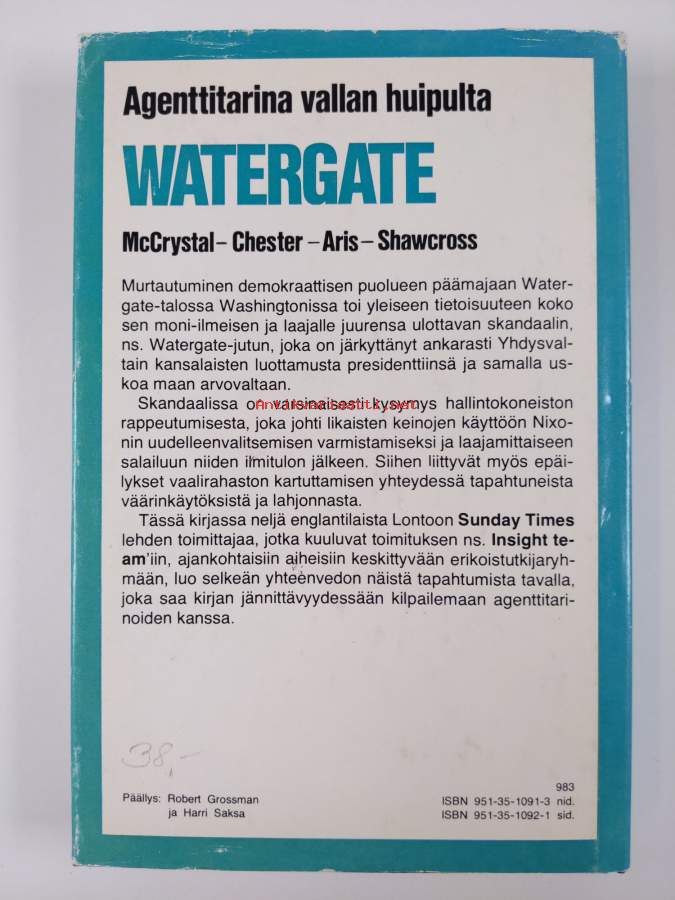 Agenttitarina vallan huipulta
WATERGATE
McCrystal – Chester – Aris – Shawcross
Murtautuminen demokraattisen puolueen päämajaan Water-
gate-talossa Washingtonissa toi yleiseen tietoisuuteen koko
sen moni-ilmeisen ja laajalle juurensa ulottavan skandaalin,
ns. Watergate-jutun, joka on järkyttänyt ankarasti Yhdysval-
tain kansalaisten luottamusta presidenttiinsä ja samalla us-
koa maan arvovaltaan.
Skandaalissa on varsinaisesti kysymys hallintokoneiston
Antikvariaatti.net
rappeutumisesta, joka johti likaisten keinojen käyttöön Nixo-
nin uudelleenvalitsemisen varmistamiseksi ja laajamittaiseen
salailuun niiden ilmitulon jälkeen. Siihen liittyvät myös epäi-
lykset vaalirahaston kartuttamisen yhteydessä tapahtuneista
väärinkäytöksistä ja lahjonnasta.
Tässä kirjassa neljä englantilaista Lontoon Sunday Times
lehden toimittajaa, jotka kuuluvat toimituksen ns. Insight te-
am'iin, ajankohtaisiin aiheisiin keskittyvään erikoistutkijaryh-
mään, luo selkeän yhteenvedon näistä tapahtumista tavalla,
joka saa kirjan jännittävyydessään kilpailemaan agenttitari-
noiden kanssa.
38,-
983
Päällys: Robert Grossman
ja Harri Saksa
ISBN 951-35-1091-3 nid.
ISBN 951-35-1092-1 sid.